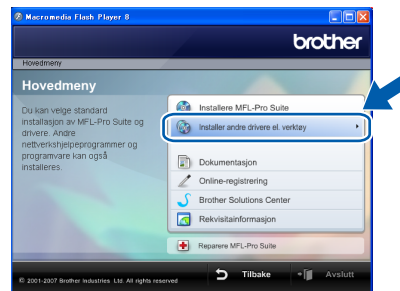 Macromedia Flash Player 8
brother
Hovedmeny
Hovedmeny
Du kan velge standard
installasjon av MFL-Pro Suite og
drivere. Andre
nettverkshjelpeprogrammer og
programvare kan også
installeres.
Installere MFL-Pro Suite
Installer andre drivere el. verktøy
Dokumentasjon
Online-registrering
Brother Solutions Center
Rekvisitainformasjon
Reparere MFL-Pro Suite
© 2001-2007 Brother Industries Ltd. All rights reserved
Tilbake
Avslutt